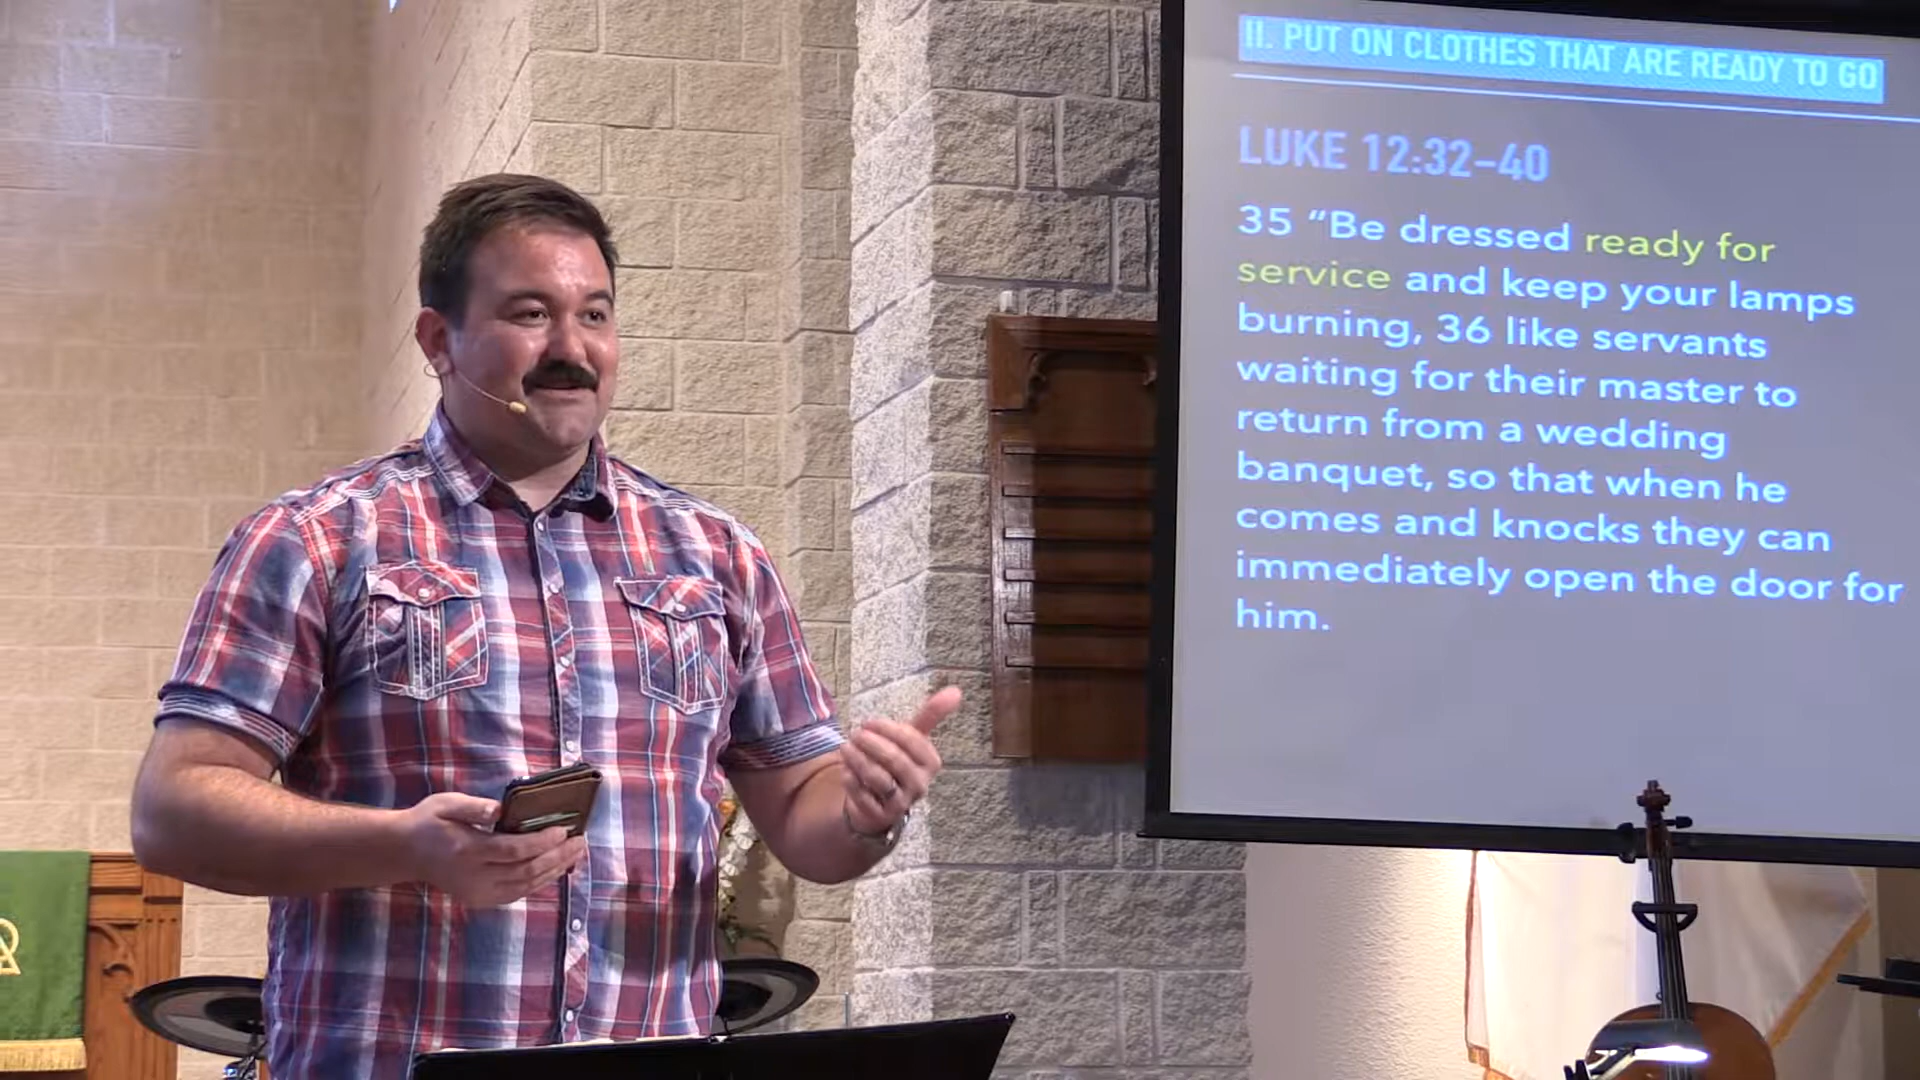 II. PUT ON CLOTHES THAT ARE READY TO GO
LUKE 12:32–40
35 “Be dressed ready for
service and keep your lamps
burning, 36 like servants
waiting for their master to
return from a wedding
banquet, so that when he
comes and knocks they can
immediately open the door for
him.